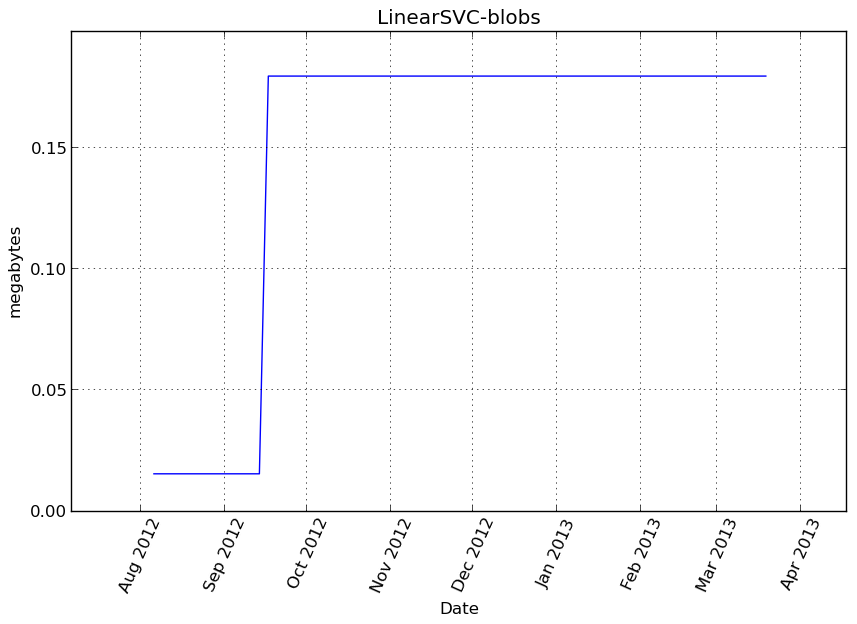 LinearSVC-blobs
megabytes
0.15
0.10
0.05
0.00
Aug 2012
Sep 2012
Oct 2012
Nov 2012
Dec 2012
Jan 2013
Feb 2013
Mar 2013
Apr 2013
Date